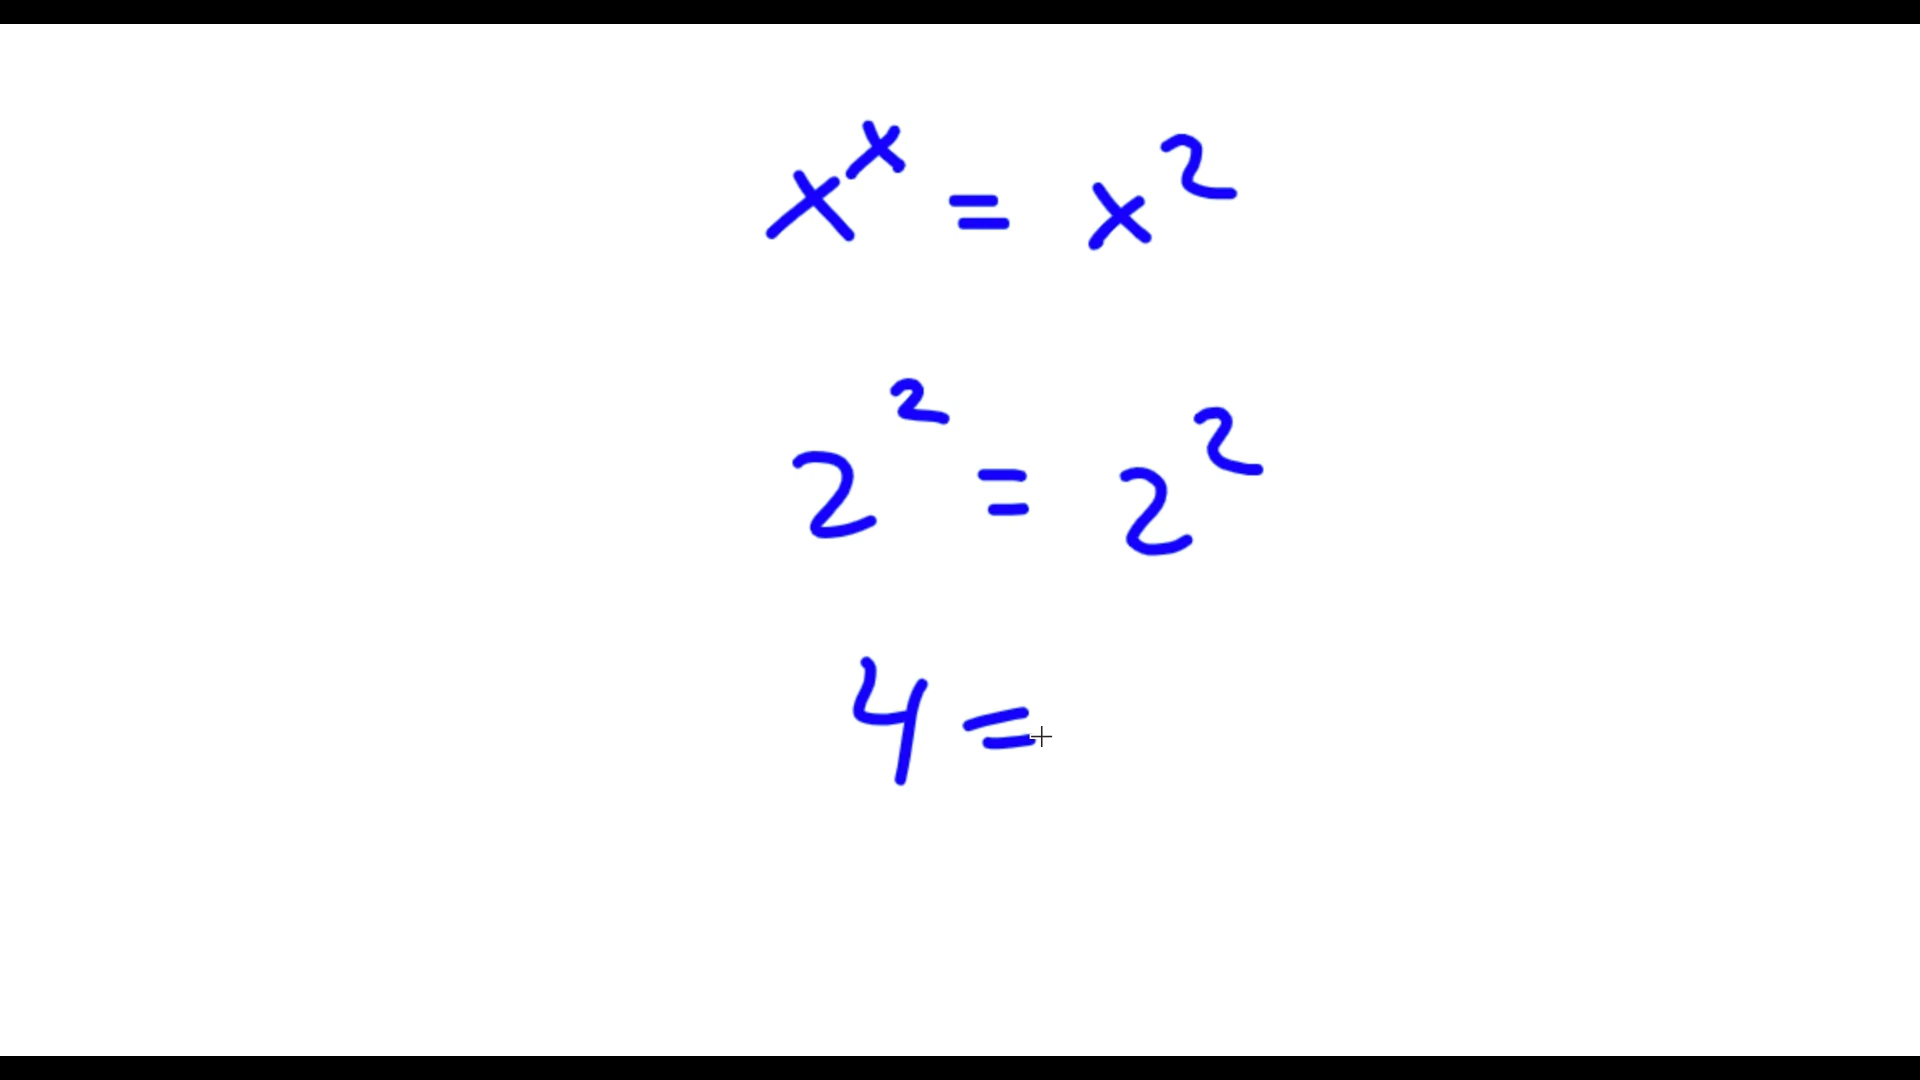 x^x = x^2
2^2 = 2^2
4 =